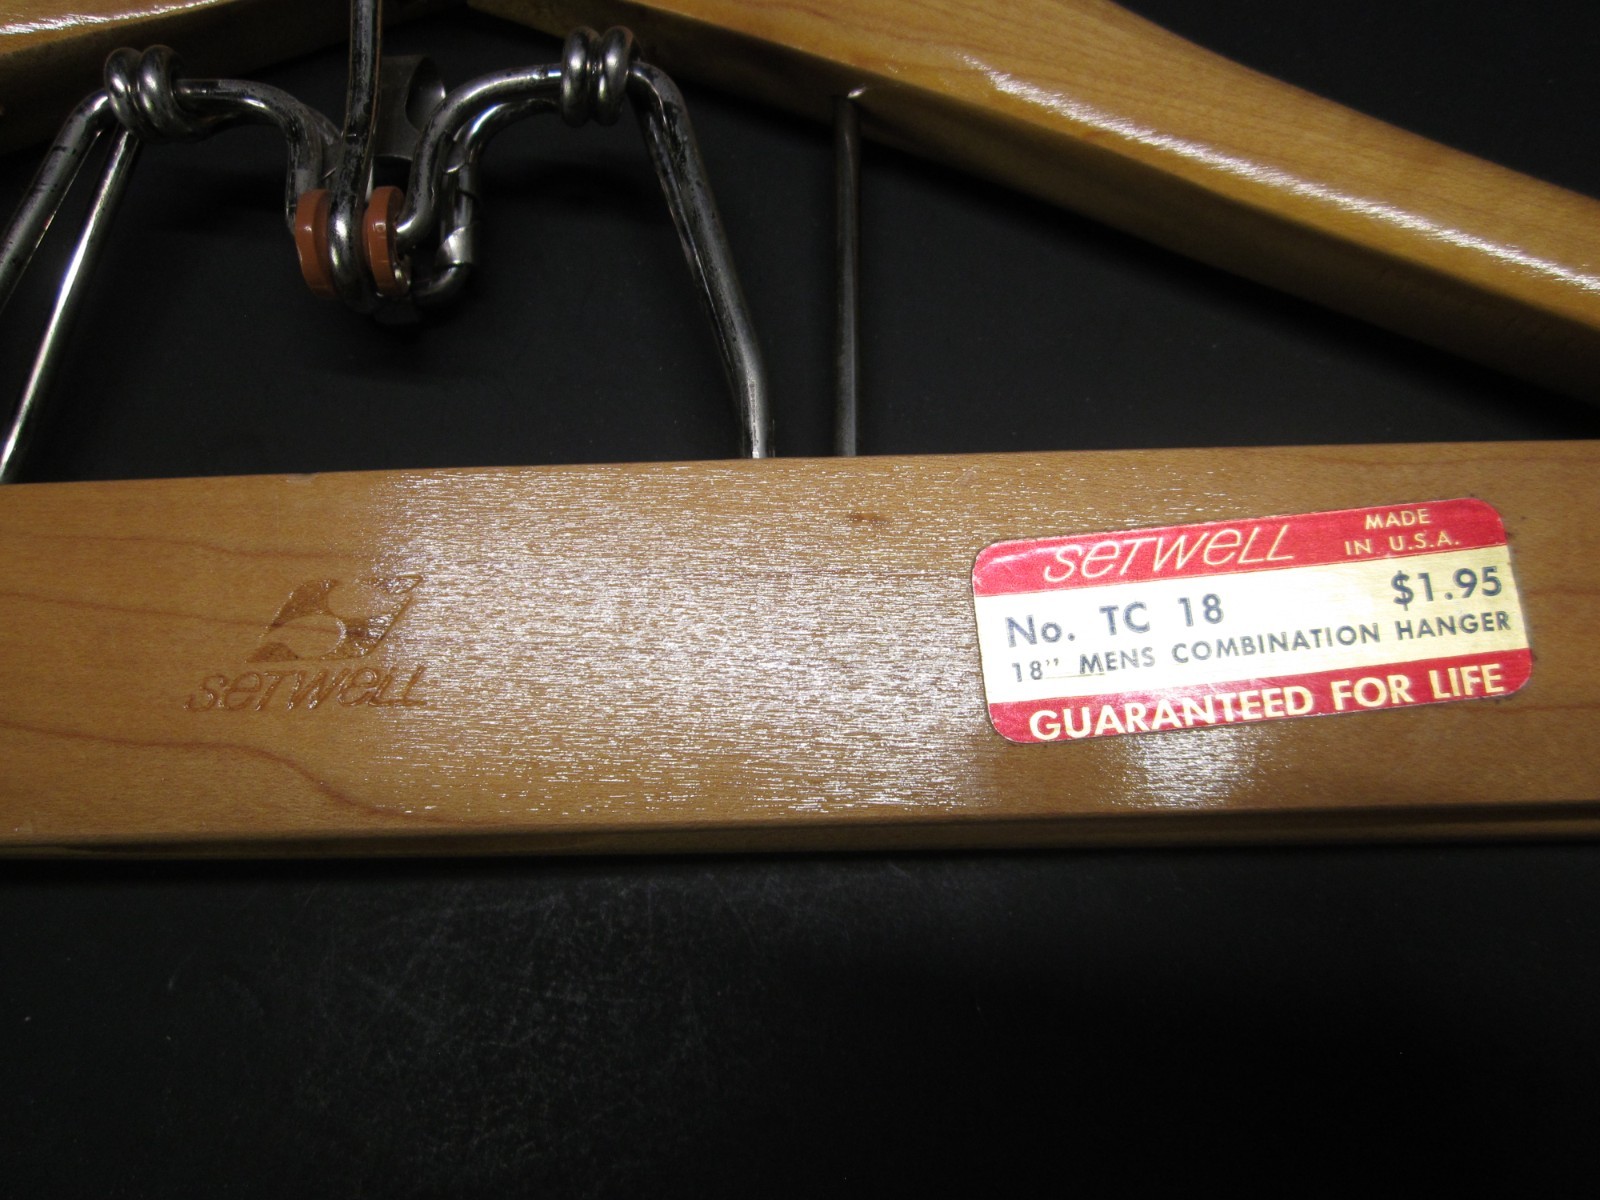 SETWELL
SETWELL
MADE
IN U.S.A.
No. TC 18
$1.95
18" MENS COMBINATION HANGER
GUARANTEED FOR LIFE